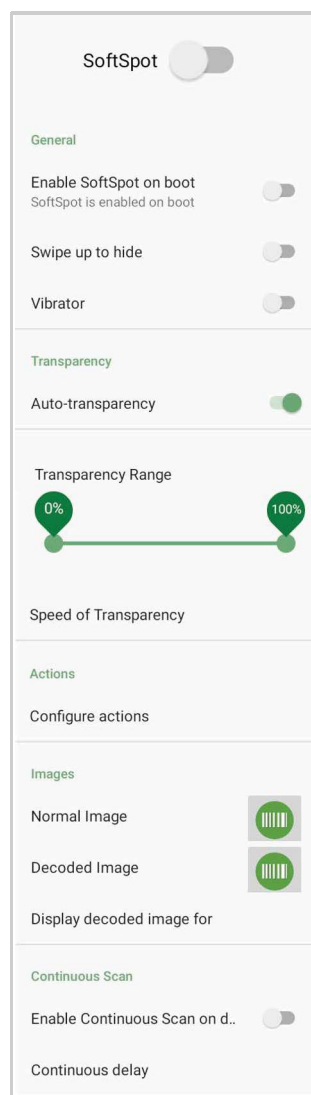 SoftSpot
General
Enable SoftSpot on boot
SoftSpot is enabled on boot
Swipe up to hide
Vibrator
Transparency
Auto-transparency
Transparency Range
0% 100%
Speed of Transparency
Actions
Configure actions
Images
Normal Image
Decoded Image
Display decoded image for
Continuous Scan
Enable Continuous Scan on d..
Continuous delay